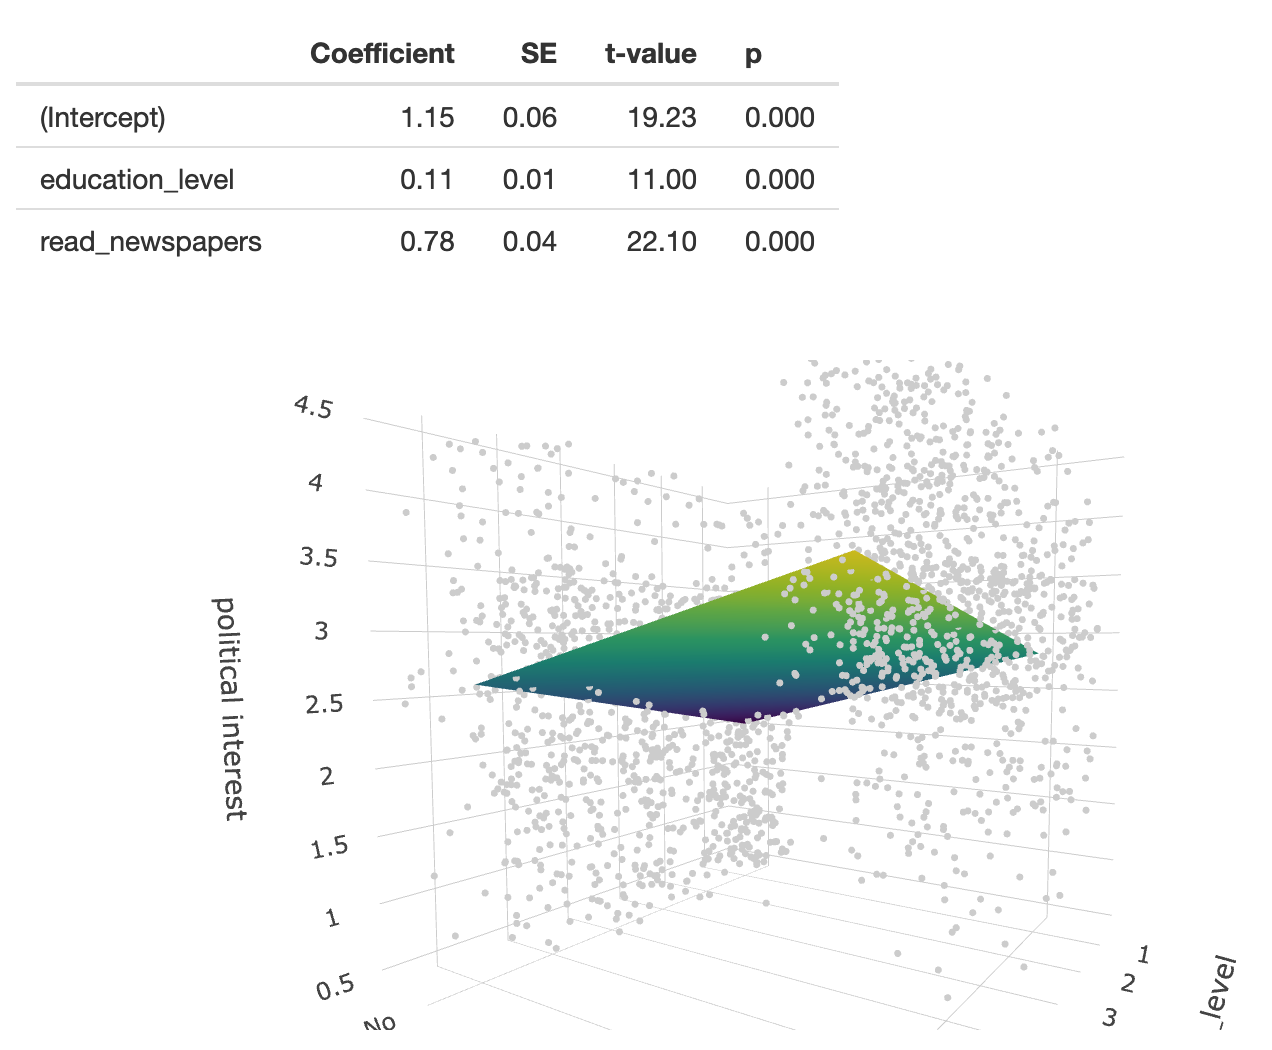 Coefficient SE t-value p
(Intercept) 1.15 0.06 19.23 0.000
education_level 0.11 0.01 11.00 0.000
read_newspapers 0.78 0.04 22.10 0.000
4.5
4
3.5
3
2.5
2
1.5
1
0.5
political interest
No
1
2
3
_level